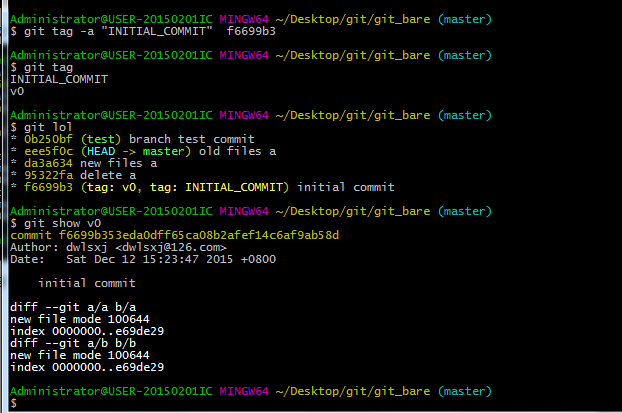 Administrator@USER-20150201IC MINGW64 ~/Desktop/git/git_bare (master)
$ git tag -a "INITIAL_COMMIT"  f6699b3
Administrator@USER-20150201IC MINGW64 ~/Desktop/git/git_bare (master)
$ git tag
INITIAL_COMMIT
v0
Administrator@USER-20150201IC MINGW64 ~/Desktop/git/git_bare (master)
$ git lol
* 0b250bf (test) branch test commit
* eee5f0c (HEAD -> master) old files a
* da3a634 new files a
* 95322fa delete a
* f6699b3 (tag: v0, tag: INITIAL_COMMIT) initial commit
Administrator@USER-20150201IC MINGW64 ~/Desktop/git/git_bare (master)
$ git show v0
commit f6699b353eda0dff65ca08b2afef14c6af9ab58d
Author: dwlsxj <dwlsxj@126.com>
Date:   Sat Dec 12 15:23:47 2015 +0800
    initial commit
diff --git a/a b/a
new file mode 100644
index 0000000..e69de29
diff --git a/b b/b
new file mode 100644
index 0000000..e69de29
Administrator@USER-20150201IC MINGW64 ~/Desktop/git/git_bare (master)
$